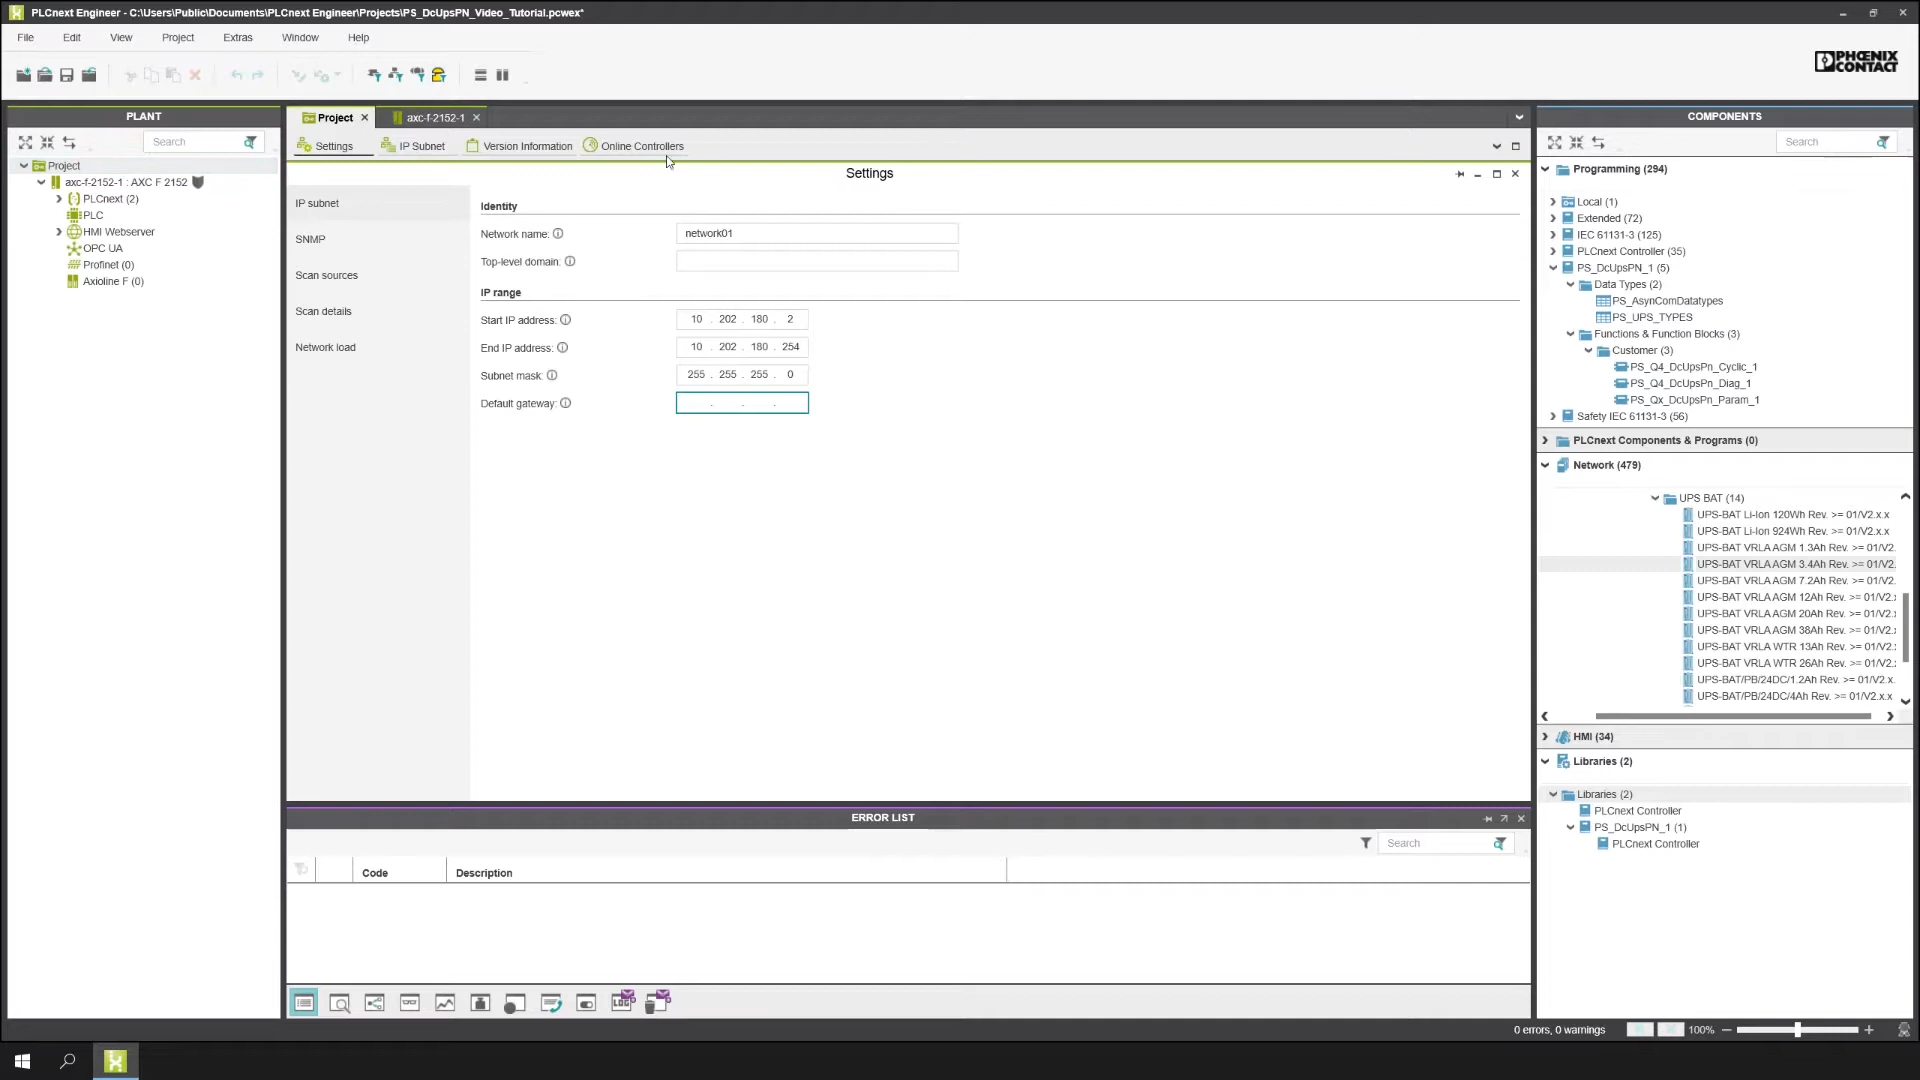 PLCnext Engineer - C:\Users\Public\Documents\PLCnext Engineer\Projects\PS_DcUpsPN_Video_Tutorial.pcwex*
File Edit View Project Extras Window Help
PHOENIX CONTACT
PLANT
Search
Project
axc-f-2152-1 : AXC F 2152
PLCnext (2)
PLC
HMI Webserver
OPC UA
Profinet (0)
Axioline F (0)
Project
axc-f-2152-1
Settings
IP Subnet
Version Information
Online Controllers
Settings
IP subnet
SNMP
Scan sources
Scan details
Network load
Identity
Network name: network01
Top-level domain:
IP range
Start IP address: 10 . 202 . 180 . 2
End IP address: 10 . 202 . 180 . 254
Subnet mask: 255 . 255 . 255 . 0
Default gateway: . . .
ERROR LIST
Search
Code Description
LOG
COMPONENTS
Search
Programming (294)
Local (1)
Extended (72)
IEC 61131-3 (125)
PLCnext Controller (35)
PS_DcUpsPN_1 (5)
Data Types (2)
PS_AsynComDatatypes
PS_UPS_TYPES
Functions & Function Blocks (3)
Customer (3)
PS_Q4_DcUpsPn_Cyclic_1
PS_Q4_DcUpsPn_Diag_1
PS_Qx_DcUpsPn_Param_1
Safety IEC 61131-3 (56)
PLCnext Components & Programs (0)
Network (479)
UPS BAT (14)
UPS-BAT Li-Ion 120Wh Rev. >= 01/V2.x.x
UPS-BAT Li-Ion 924Wh Rev. >= 01/V2.x.x
UPS-BAT VRLA AGM 1.3Ah Rev. >= 01/V2.
UPS-BAT VRLA AGM 3.4Ah Rev. >= 01/V2.
UPS-BAT VRLA AGM 7.2Ah Rev. >= 01/V2.
UPS-BAT VRLA AGM 12Ah Rev. >= 01/V2.
UPS-BAT VRLA AGM 20Ah Rev. >= 01/V2.
UPS-BAT VRLA AGM 38Ah Rev. >= 01/V2.
UPS-BAT VRLA WTR 13Ah Rev. >= 01/V2.
UPS-BAT VRLA WTR 26Ah Rev. >= 01/V2.
UPS-BAT/PB/24DC/1.2Ah Rev. >= 01/V2.x
UPS-BAT/PB/24DC/4Ah Rev. >= 01/V2.x.x
HMI (34)
Libraries (2)
Libraries (2)
PLCnext Controller
PS_DcUpsPN_1 (1)
PLCnext Controller
0 errors, 0 warnings
100%